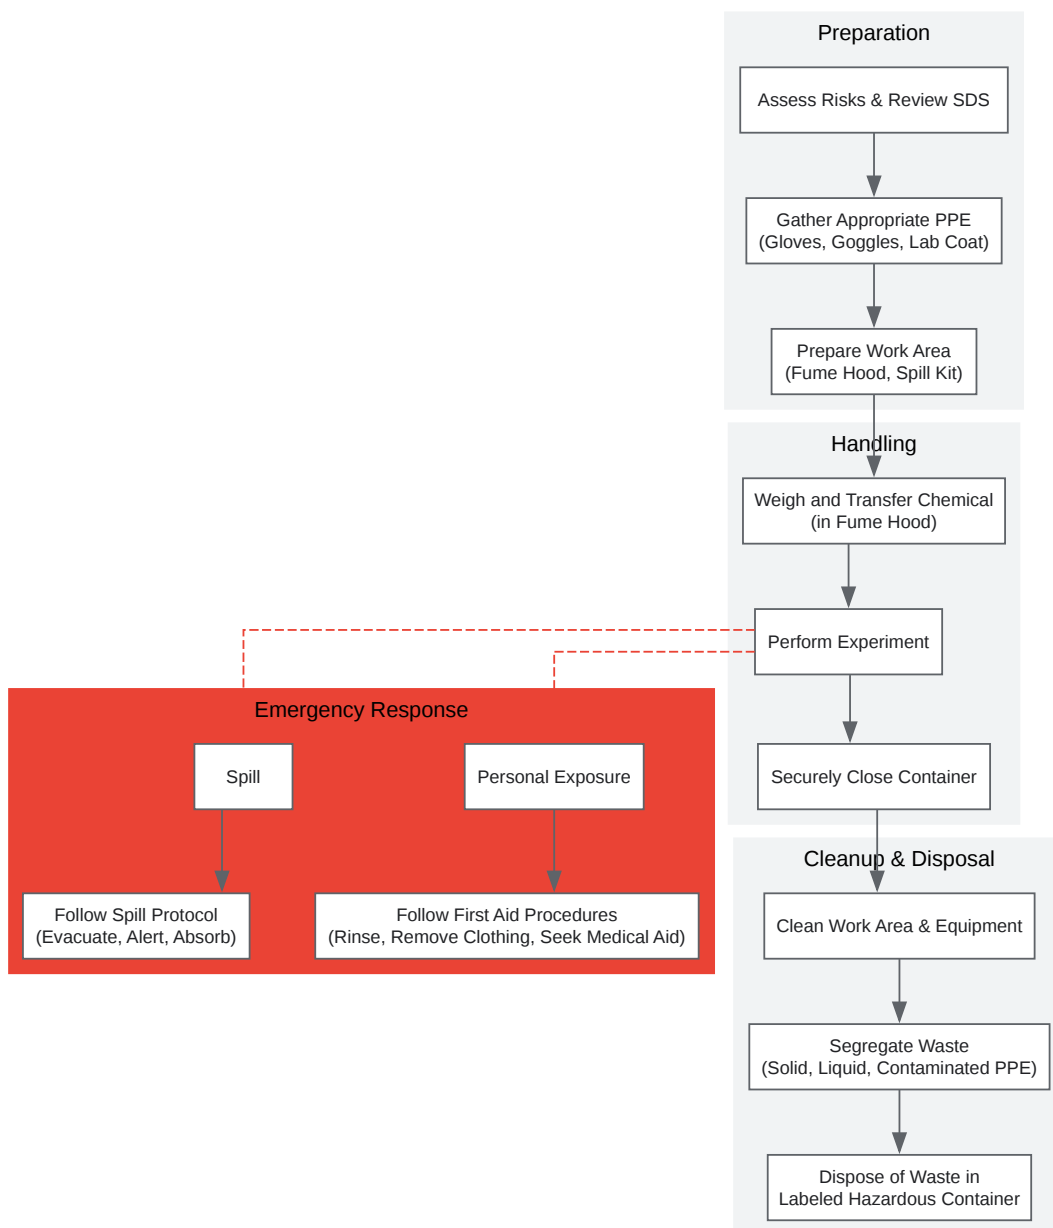 Preparation
Assess Risks & Review SDS
Gather Appropriate PPE
(Gloves, Goggles, Lab Coat)
Prepare Work Area
(Fume Hood, Spill Kit)
Handling
Weigh and Transfer Chemical
(in Fume Hood)
Perform Experiment
Securely Close Container
Emergency Response
Spill
Personal Exposure
Follow Spill Protocol
(Evacuate, Alert, Absorb)
Follow First Aid Procedures
(Rinse, Remove Clothing, Seek Medical Aid)
Cleanup & Disposal
Clean Work Area & Equipment
Segregate Waste
(Solid, Liquid, Contaminated PPE)
Dispose of Waste in
Labeled Hazardous Container